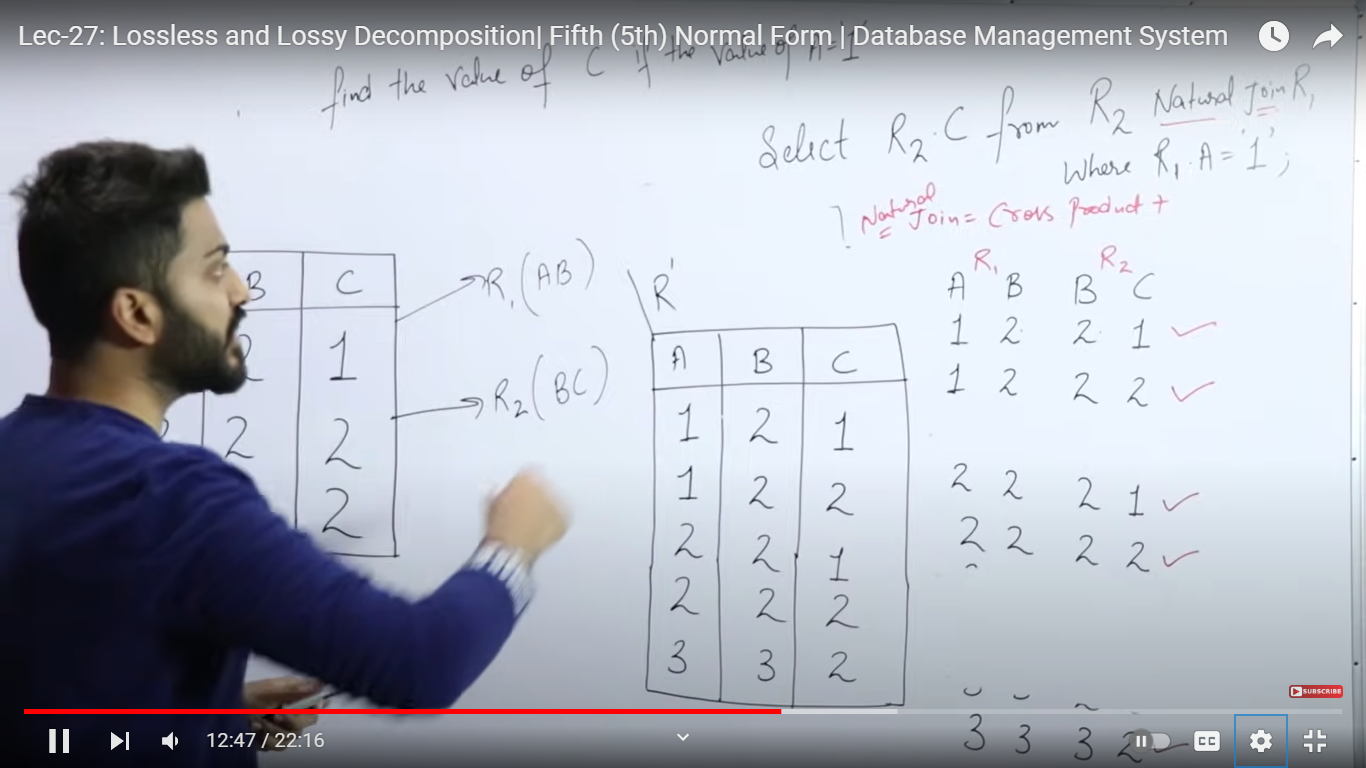 Lec-27: Lossless and Lossy Decomposition| Fifth (5th) Normal Form | Database Management System
find the value of C if the value of A=1
Select R2.C from R2 Natural Join R1
Where R1.A = '1';
Natural Join = Cross Product +
R1 R2
A B B C
1 2 2 1
1 2 2 2
2 2 2 1
2 2 2 2
3 3 3 2
B C
2 1
2 2
2
R1(AB)
R2(BC)
R'
A B C
1 2 1
1 2 2
2 2 1
2 2 2
3 3 2
SUBSCRIBE
12:47 / 22:16
CC